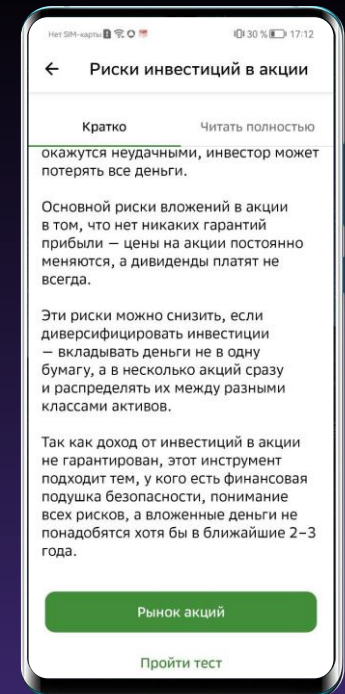 Нет SIM-карты 30 % 17:12
Риски инвестиций в акции
Кратко Читать полностью
окажутся неудачными, инвестор может
потерять все деньги.
Основной риски вложений в акции
в том, что нет никаких гарантий
прибыли — цены на акции постоянно
меняются, а дивиденды платят не
всегда.
Эти риски можно снизить, если
диверсифицировать инвестиции
— вкладывать деньги не в одну
бумагу, а в несколько акций сразу
и распределять их между разными
классами активов.
Так как доход от инвестиций в акции
не гарантирован, этот инструмент
подходит тем, у кого есть финансовая
подушка безопасности, понимание
всех рисков, а вложенные деньги не
понадобятся хотя бы в ближайшие 2–3
года.
Рынок акций
Пройти тест